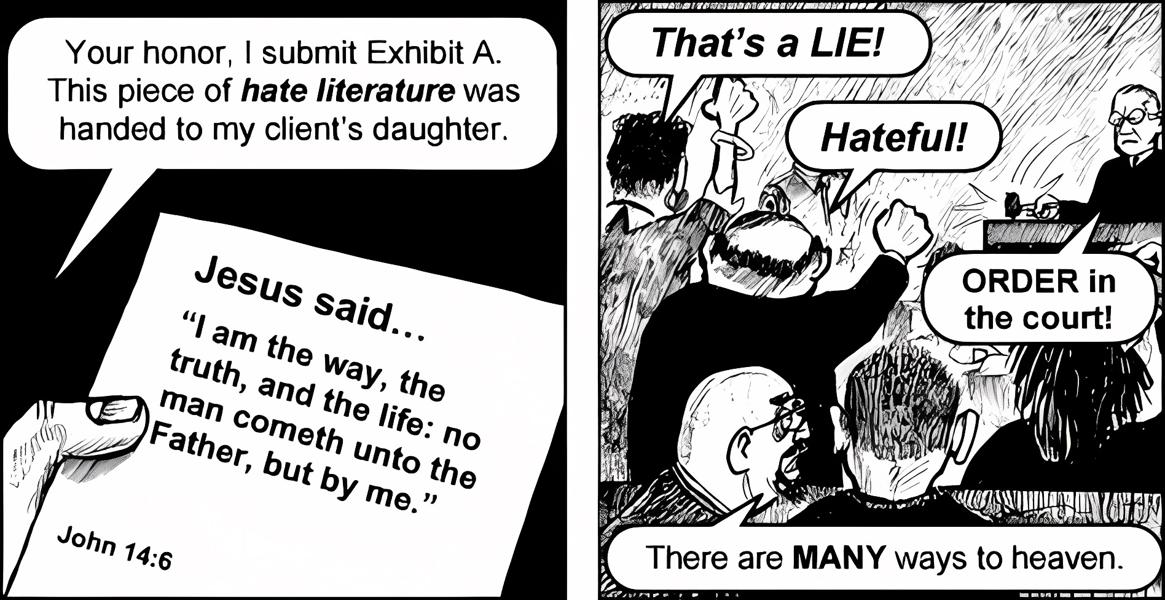 Your honor, I submit Exhibit A.
This piece of hate literature was
handed to my client's daughter.
Jesus said...
“I am the way, the
truth, and the life: no
man cometh unto the
Father, but by me.”
John 14:6
That's a LIE!
Hateful!
ORDER in
the court!
There are MANY ways to heaven.